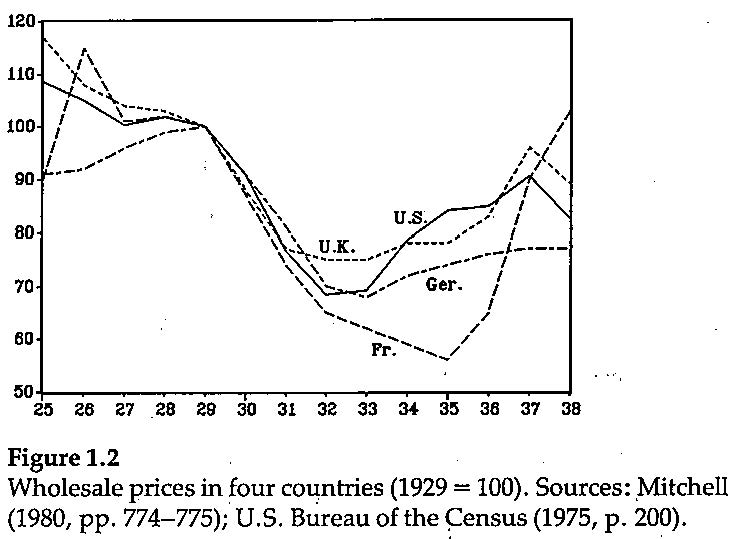 120
110
100
90
80
70
60
50
U.S.
U.K.
Ger.
Fr.
25 26 27 28 29 30 31 32 33 34 35 36 37 38
Figure 1.2
Wholesale prices in four countries (1929 = 100). Sources: Mitchell
(1980, pp. 774–775); U.S. Bureau of the Census (1975, p. 200).